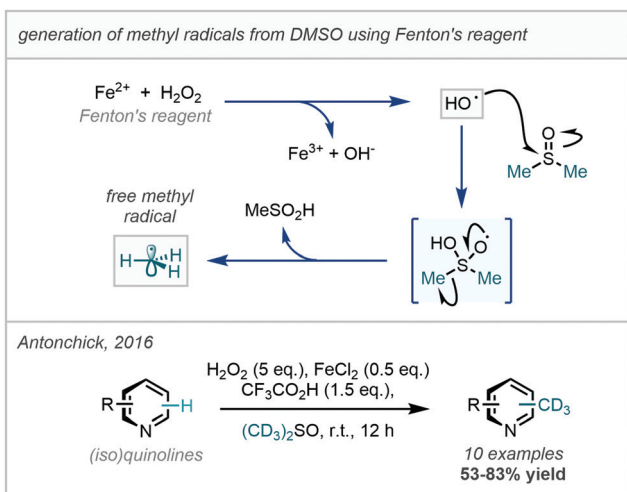 generation of methyl radicals from DMSO using Fenton's reagent
Fe²⁺ + H₂O₂
Fenton's reagent
Fe³⁺ + OH⁻
HO•
O
S
Me Me
free methyl
radical
H
H
H
MeSO₂H
HO O•
S
Me Me
Antonchick, 2016
R
N
H
(iso)quinolines
H₂O₂ (5 eq.), FeCl₂ (0.5 eq.)
CF₃CO₂H (1.5 eq.),
(CD₃)₂SO, r.t., 12 h
R
N
CD₃
10 examples
53-83% yield